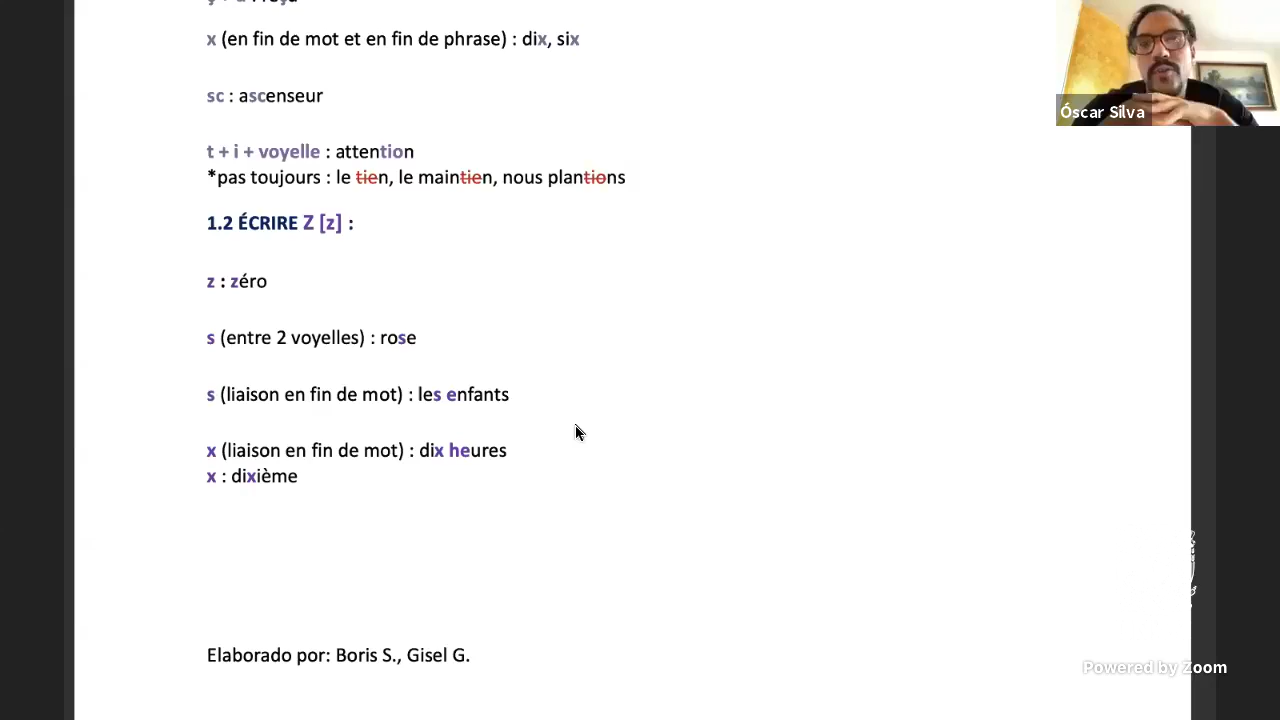 x (en fin de mot et en fin de phrase) : dix, six
sc : ascenseur
t + i + voyelle : attention
*pas toujours : le tien, le maintien, nous plantions
1.2 ÉCRIRE Z [z] :
z : zéro
s (entre 2 voyelles) : rose
s (liaison en fin de mot) : les enfants
x (liaison en fin de mot) : dix heures
x : dixième
Elaborado por: Boris S., Gisel G.
Óscar Silva
Powered by Zoom